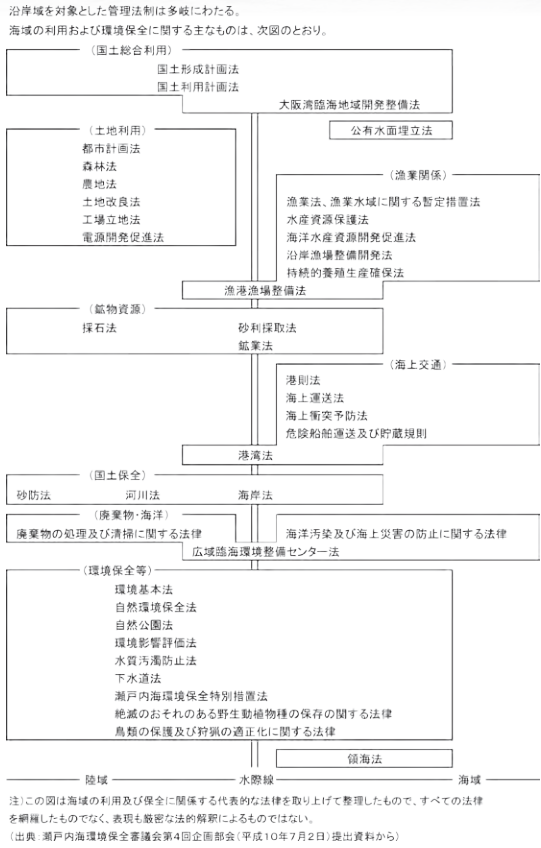 沿岸域を対象とした管理法制は多岐にわたる。
海域の利用および環境保全に関する主なものは、次図のとおり。
(国土総合利用)
国土形成計画法
国土利用計画法
大阪湾臨海地域開発整備法
公有水面埋立法
(土地利用)
都市計画法
森林法
農地法
土地改良法
工場立地法
電源開発促進法
(漁業関係)
漁業法、漁業水域に関する暫定措置法
水産資源保護法
海洋水産資源開発促進法
沿岸漁場整備開発法
持続的養殖生産確保法
漁港漁場整備法
(鉱物資源)
採石法 砂利採取法
鉱業法
(海上交通)
港則法
海上運送法
海上衝突予防法
危険船舶運送及び貯蔵規則
港湾法
(国土保全)
砂防法 河川法 海岸法
(廃棄物・海洋)
廃棄物の処理及び清掃に関する法律 海洋汚染及び海上災害の防止に関する法律
広域臨海環境整備センター法
(環境保全等)
環境基本法
自然環境保全法
自然公園法
環境影響評価法
水質汚濁防止法
下水道法
瀬戸内海環境保全特別措置法
絶滅のおそれのある野生動植物種の保存の関する法律
鳥類の保護及び狩猟の適正化に関する法律
領海法
陸域 水際線 海域
注)この図は海域の利用及び保全に関係する代表的な法律を取り上げて整理したもので、すべての法律
を網羅したものでなく、表現も厳密な法的解釈によるものではない。
(出典:瀬戸内海環境保全審議会第4回企画部会(平成10年7月2日)提出資料から)